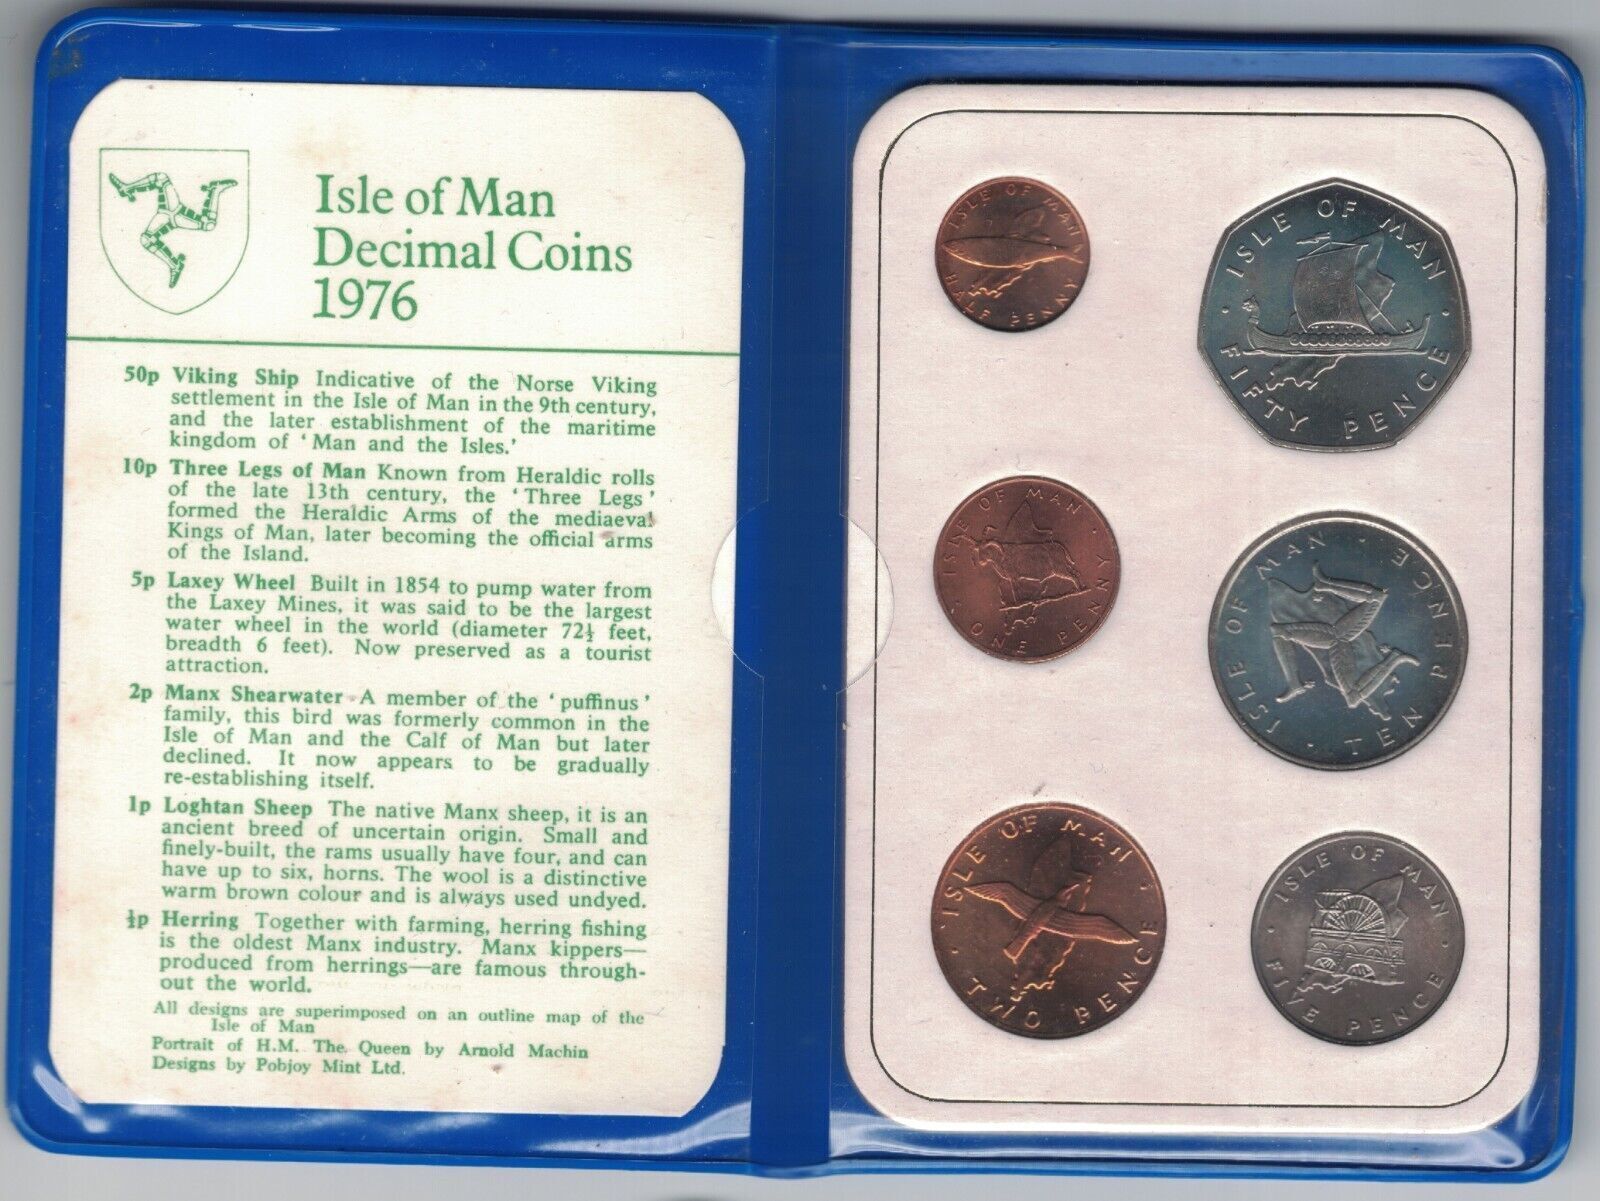 Isle of Man
Decimal Coins
1976
50p Viking Ship Indicative of the Norse Viking
settlement in the Isle of Man in the 9th century,
and the later establishment of the maritime
kingdom of ‘ Man and the Isles.’
10p Three Legs of Man Known from Heraldic rolls
of the late 13th century, the ‘ Three Legs ’
formed the Heraldic Arms of the mediaeval
Kings of Man, later becoming the official arms
of the Island.
5p Laxey Wheel Built in 1854 to pump water from
the Laxey Mines, it was said to be the largest
water wheel in the world (diameter 72½ feet,
breadth 6 feet). Now preserved as a tourist
attraction.
2p Manx Shearwater A member of the ‘ puffinus ’
family, this bird was formerly common in the
Isle of Man and the Calf of Man but later
declined. It now appears to be gradually
re-establishing itself.
1p Loghtan Sheep The native Manx sheep, it is an
ancient breed of uncertain origin. Small and
finely-built, the rams usually have four, and can
have up to six, horns. The wool is a distinctive
warm brown colour and is always used undyed.
½p Herring Together with farming, herring fishing
is the oldest Manx industry. Manx kippers—
produced from herrings—are famous through-
out the world.
All designs are superimposed on an outline map of the
Isle of Man
Portrait of H.M. The Queen by Arnold Machin
Designs by Pobjoy Mint Ltd.
ISLE OF MAN
HALF PENNY
ISLE OF MAN
FIFTY PENCE
ISLE OF MAN
ONE PENNY
ISLE OF MAN
TEN PENCE
ISLE OF MAN
TWO PENCE
ISLE OF MAN
FIVE PENCE